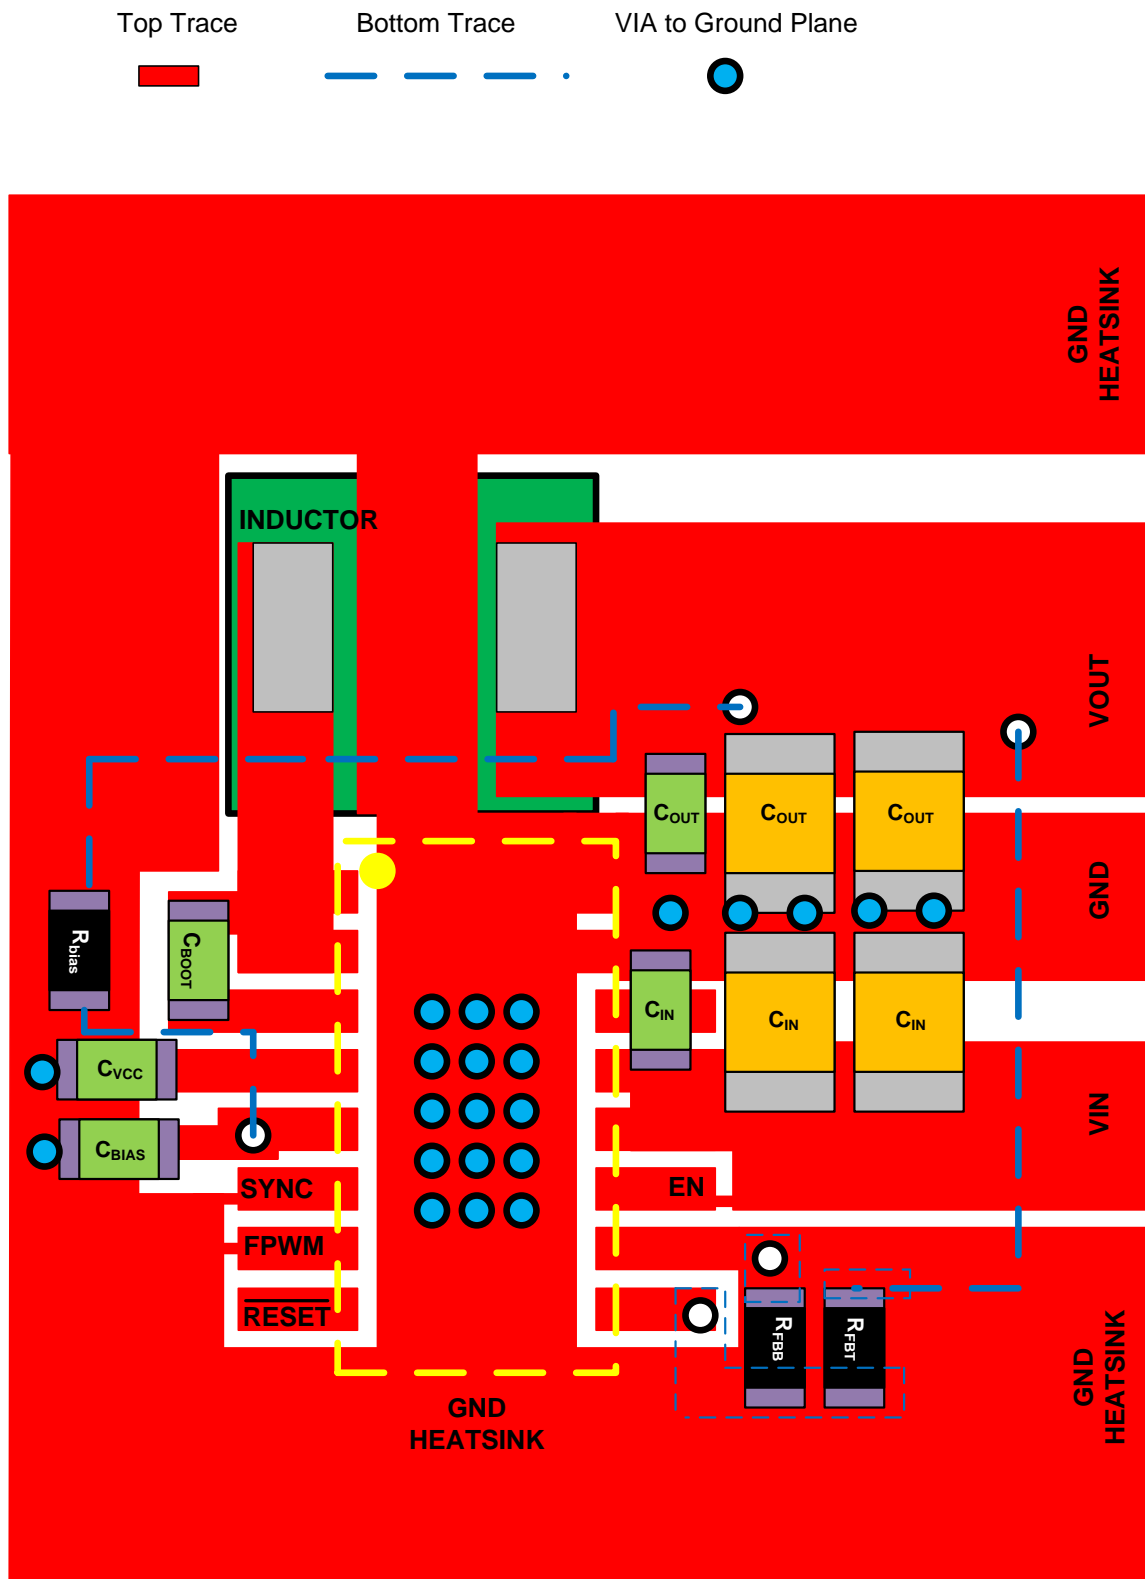 Top Trace
Bottom Trace
VIA to Ground Plane
GND
HEATSINK
INDUCTOR
VOUT
COUT
COUT
COUT
GND
Rbias
CBOOT
CIN
CIN
CIN
CVCC
VIN
CBIAS
SYNC
EN
FPWM
RESET
RFBB
RFBT
GND
HEATSINK
GND
HEATSINK